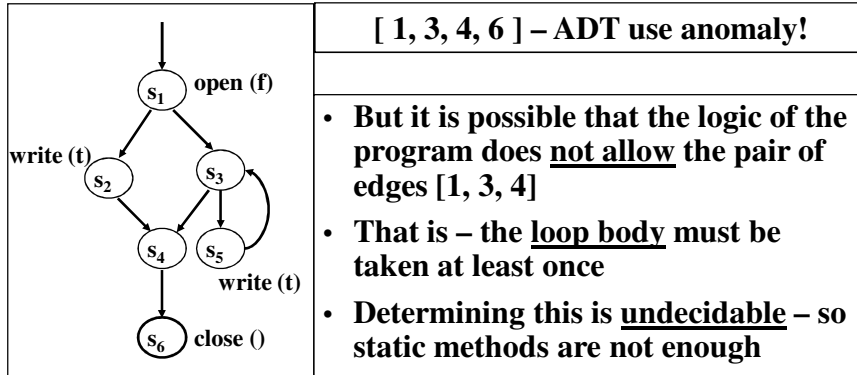 s1
open (f)
write (t)
s2
s3
s4
s5
write (t)
s6
close ()
[ 1, 3, 4, 6 ] – ADT use anomaly!
• But it is possible that the logic of the
program does not allow the pair of
edges [1, 3, 4]
• That is – the loop body must be
taken at least once
• Determining this is undecidable – so
static methods are not enough